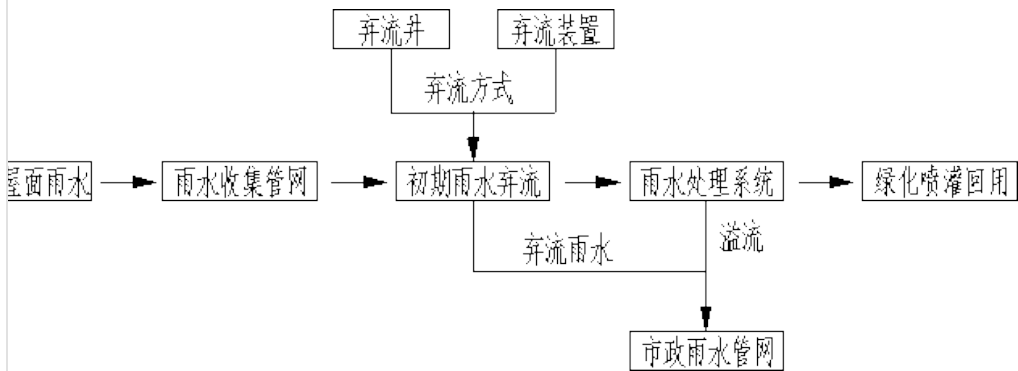 弃流井
弃流装置
弃流方式
屋面雨水
雨水收集管网
初期雨水弃流
雨水处理系统
绿化喷灌回用
弃流雨水
溢流
市政雨水管网